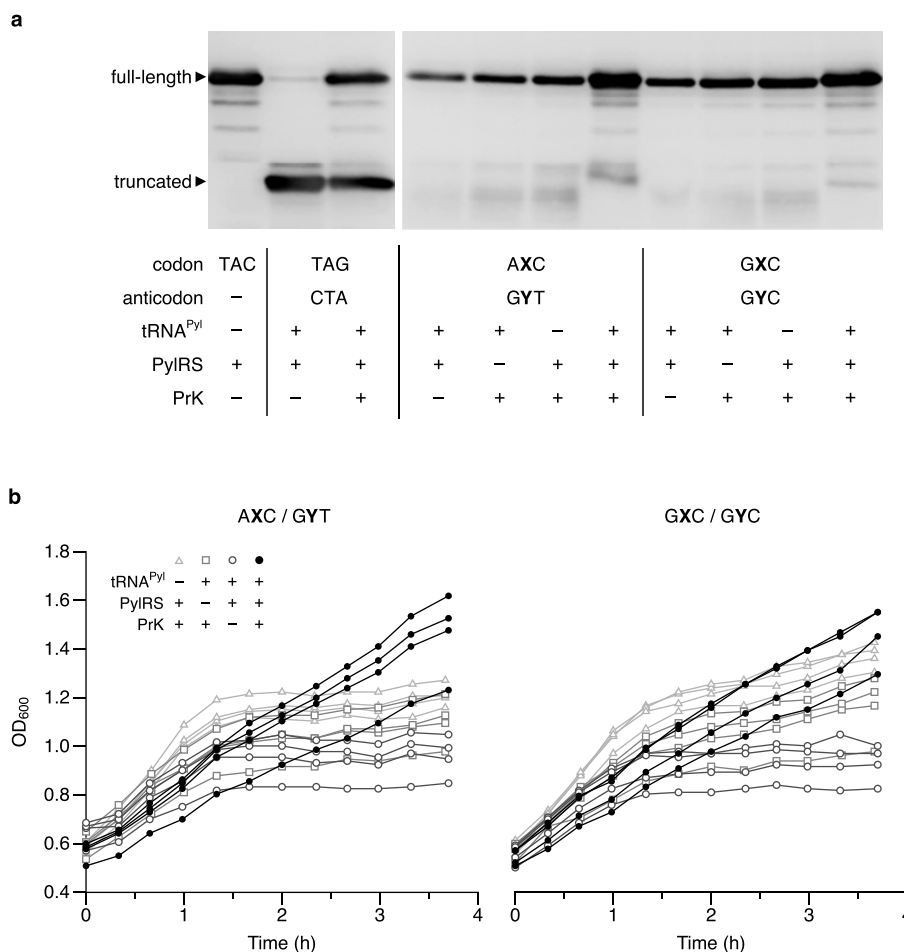 a
full-length
truncated
codon TAC TAG AXC GXC
anticodon – CTA GYT GYC
tRNAPyl – + + + + – + + + – +
PylRS + + + + – + + + – + +
PrK – – + – + + + – + + +
b
AXC / GYT
GXC / GYC
tRNAPyl – + + +
PylRS + – + +
PrK + + – +
OD600
1.8
1.6
1.4
1.2
1.0
0.8
0.6
0.4
0 1 2 3 4
0 1 2 3 4
Time (h)
Time (h)